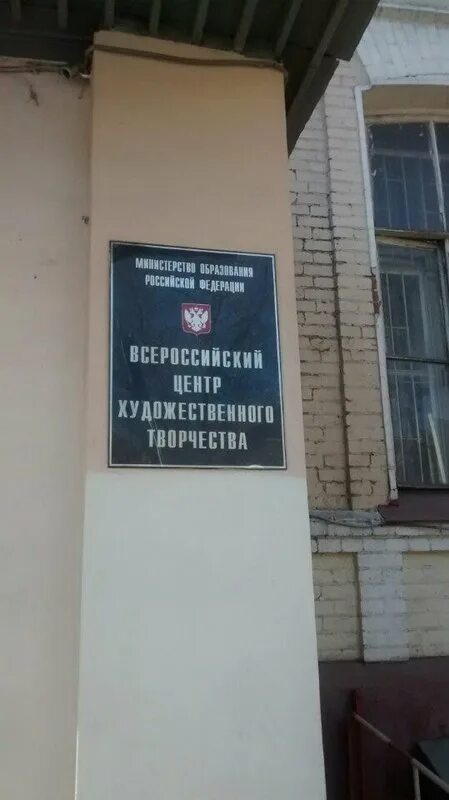 МИНИСТЕРСТВО ОБРАЗОВАНИЯ
РОССИЙСКОЙ ФЕДЕРАЦИИ
ВСЕРОССИЙСКИЙ
ЦЕНТР
ХУДОЖЕСТВЕННОГО
ТВОРЧЕСТВА